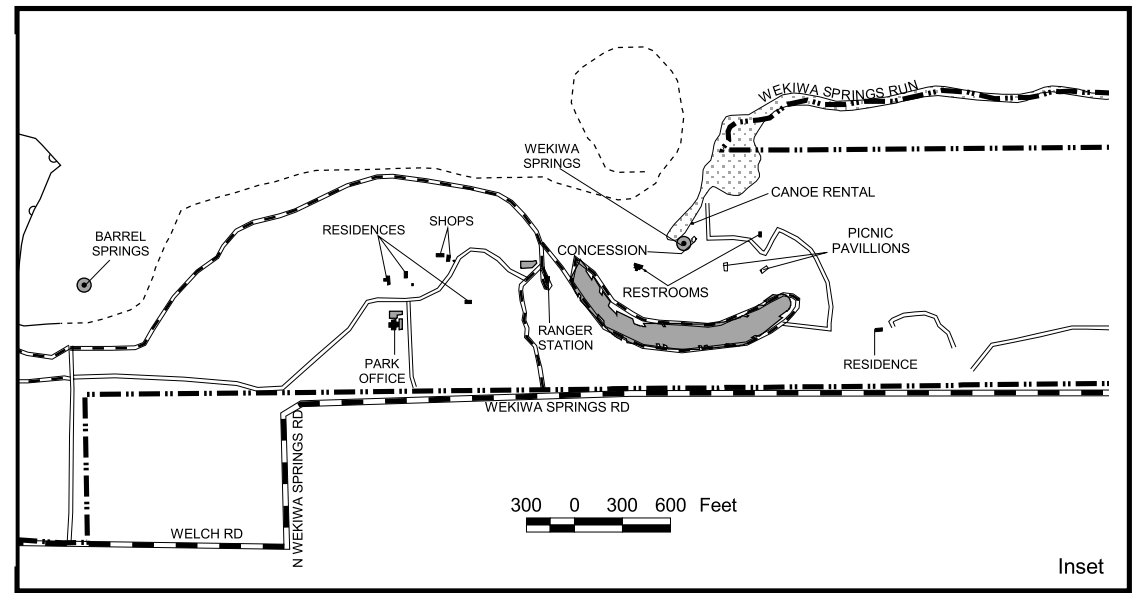 WEKIWA SPRINGS RUN
WEKIWA
SPRINGS
CANOE RENTAL
SHOPS
RESIDENCES
BARREL
SPRINGS
CONCESSION
PICNIC
PAVILLIONS
RESTROOMS
RANGER
STATION
PARK
OFFICE
RESIDENCE
WEKIWA SPRINGS RD
N WEKIWA SPRINGS RD
WELCH RD
300 0 300 600 Feet
Inset